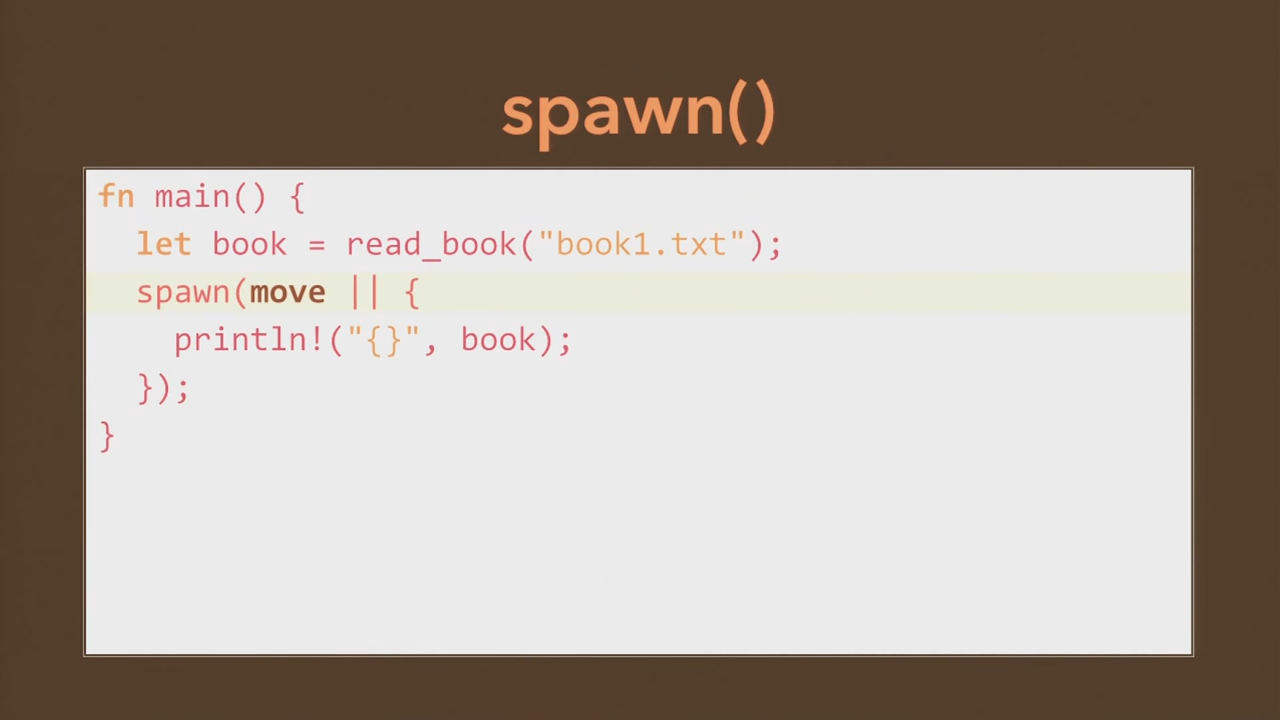 spawn()
fn main() {
  let book = read_book("book1.txt");
  spawn(move || {
    println!("{}", book);
  });
}